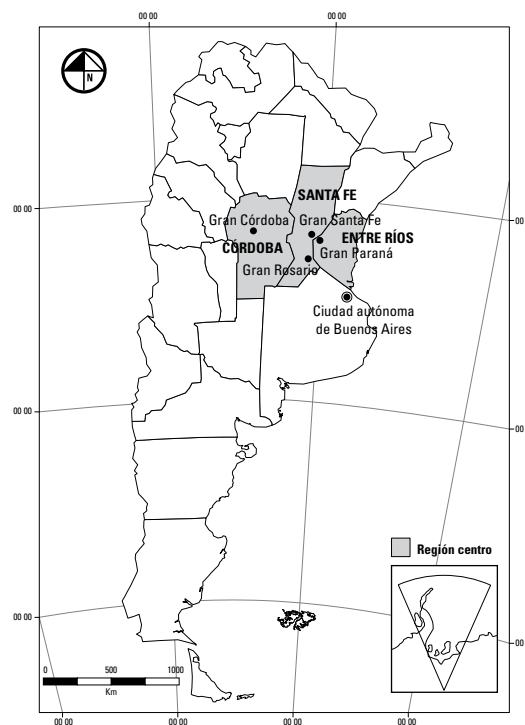 00 00
00 00
N
SANTA FE
00 00
00 00
Gran Córdoba
Gran Santa Fe
ENTRE RÍOS
CÓRDOBA
Gran Paraná
Gran Rosario
Ciudad autónoma
de Buenos Aires
00 00
00 00
Región centro
00 00
00 00
0
500
1000
Km
00 00
00 00
00 00
00 00